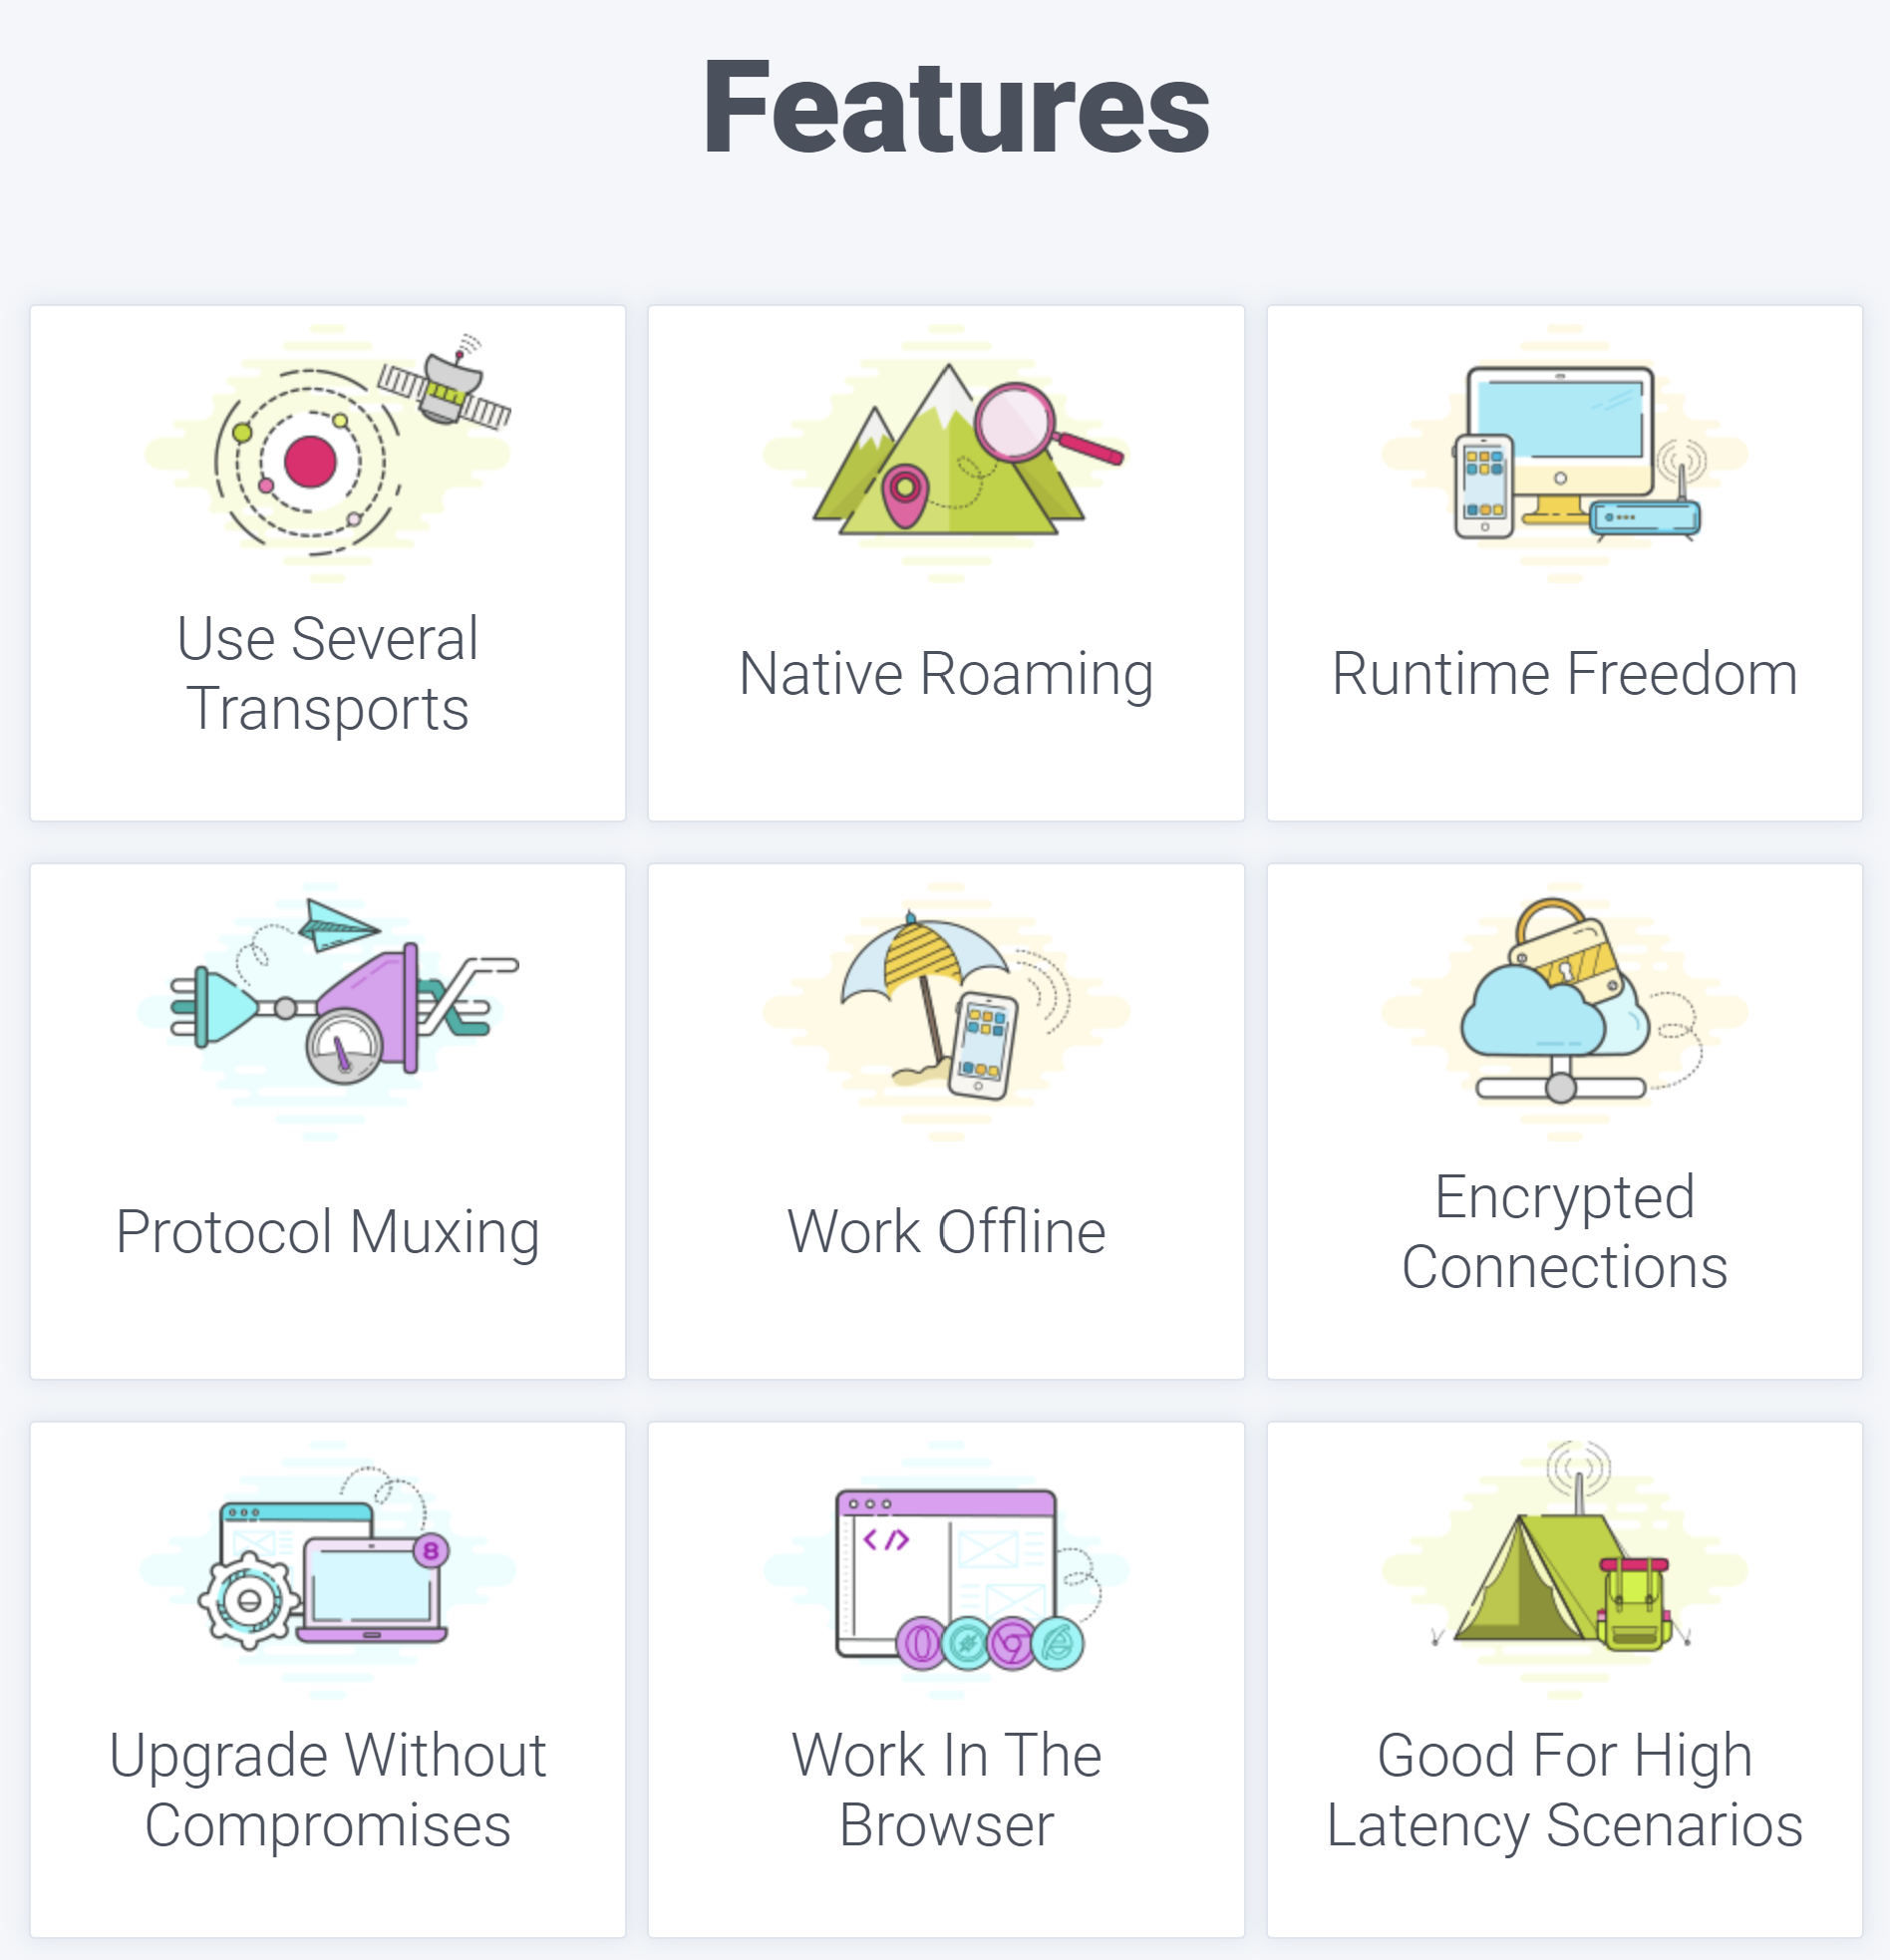 Features
Use Several
Transports
Native Roaming
Runtime Freedom
Protocol Muxing
Work Offline
Encrypted
Connections
8
</>
Upgrade Without
Compromises
Work In The
Browser
Good For High
Latency Scenarios